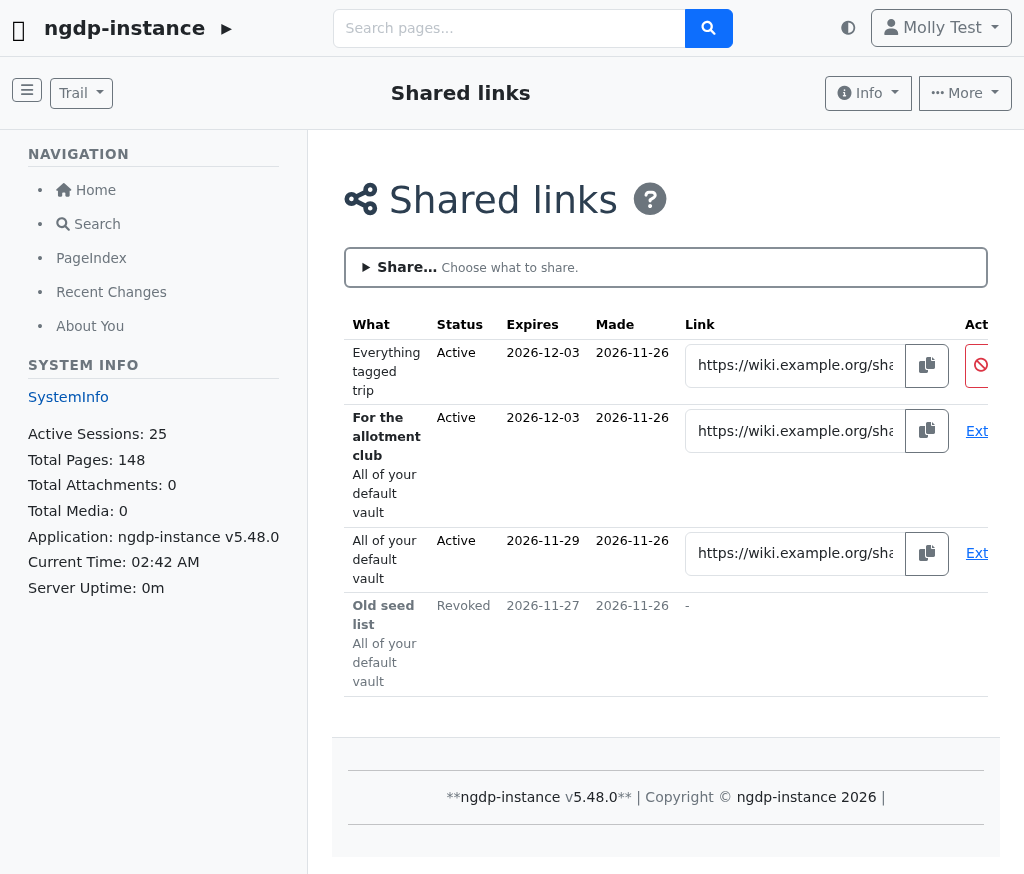 ngdp-instance ▶
Search pages...
Molly Test
Trail
Shared links
Info
More
NAVIGATION
• Home
• Search
• PageIndex
• Recent Changes
• About You
SYSTEM INFO
SystemInfo
Active Sessions: 25
Total Pages: 148
Total Attachments: 0
Total Media: 0
Application: ngdp-instance v5.48.0
Current Time: 02:42 AM
Server Uptime: 0m
Shared links ?
▶ Share… Choose what to share.
What Status Expires Made Link Act
Everything Active 2026-12-03 2026-11-26 https://wiki.example.org/sha
tagged
trip
For the Active 2026-12-03 2026-11-26 https://wiki.example.org/sha Ext
allotment
club
All of your
default
vault
All of your Active 2026-11-29 2026-11-26 https://wiki.example.org/sha Ext
default
vault
Old seed Revoked 2026-11-27 2026-11-26 -
list
All of your
default
vault
**ngdp-instance v5.48.0** | Copyright © ngdp-instance 2026 |